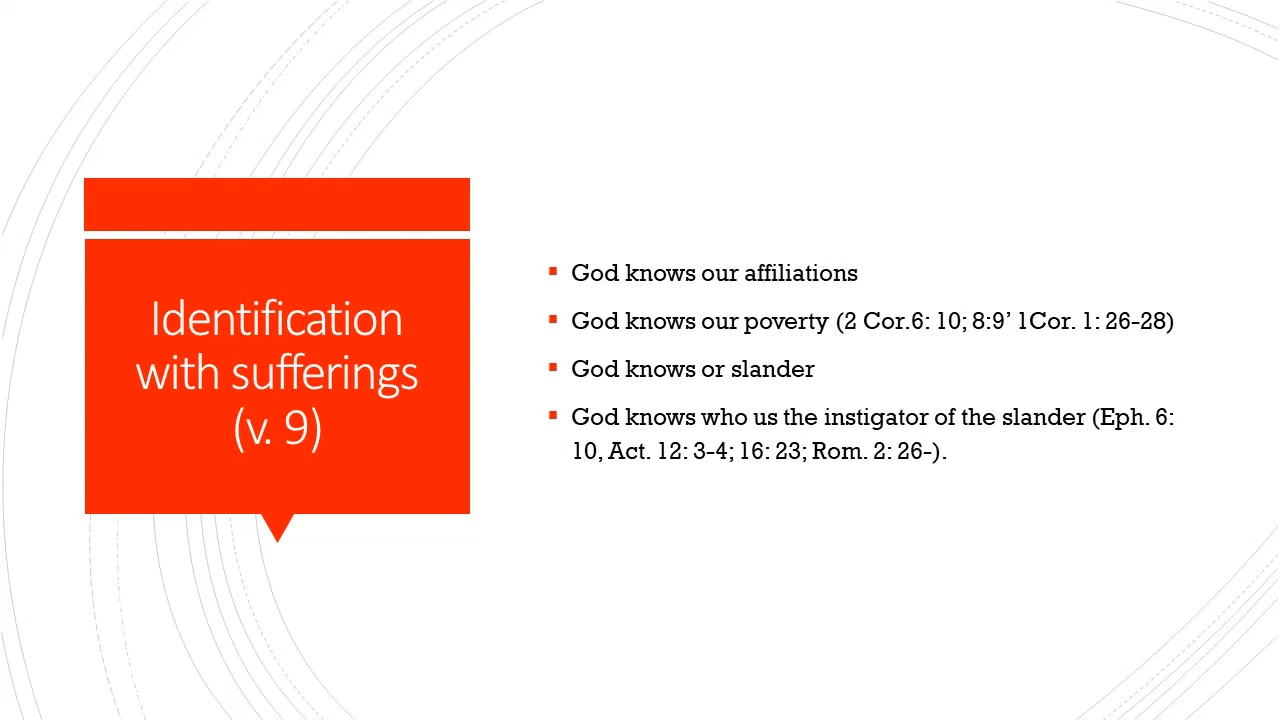 Identification
with sufferings
(v. 9)
▪ God knows our affiliations
▪ God knows our poverty (2 Cor.6: 10; 8:9’ 1Cor. 1: 26-28)
▪ God knows or slander
▪ God knows who us the instigator of the slander (Eph. 6:
10, Act. 12: 3-4; 16: 23; Rom. 2: 26-).